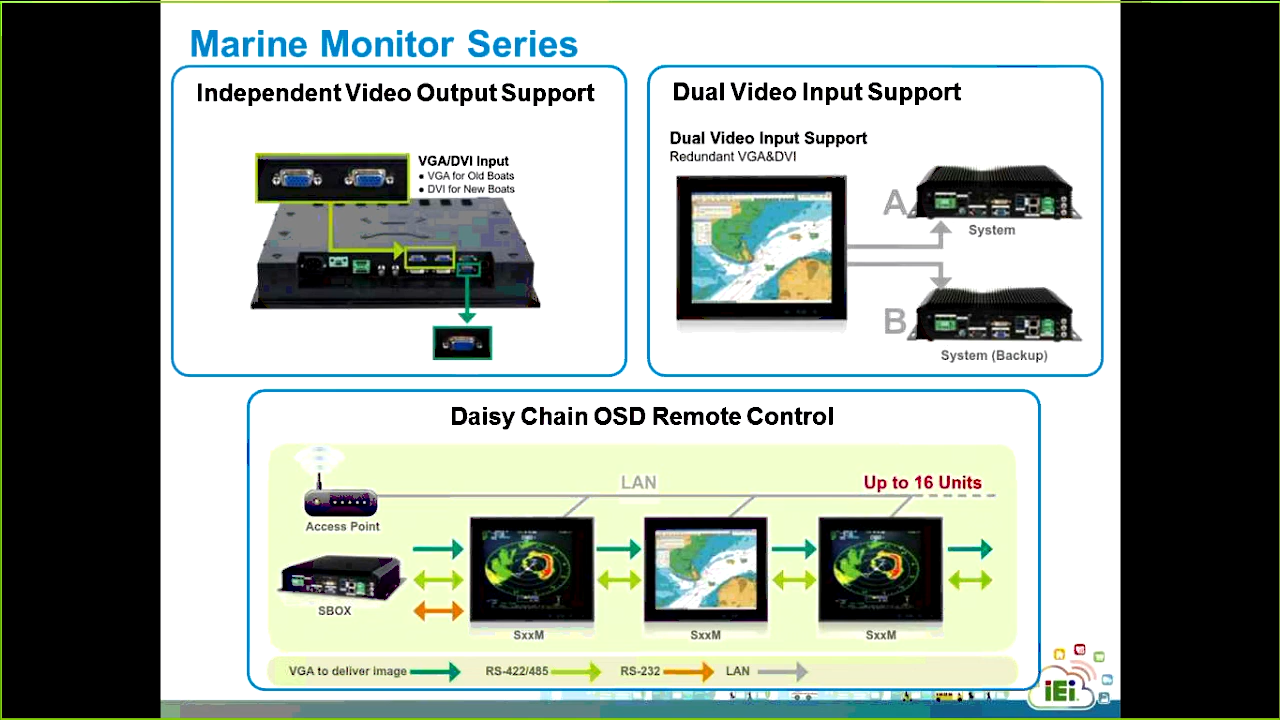 Marine Monitor Series
Independent Video Output Support
VGA/DVI Input
● VGA for Old Boats
● DVI for New Boats
Dual Video Input Support
Dual Video Input Support
Redundant VGA&DVI
A
System
B
System (Backup)
Daisy Chain OSD Remote Control
LAN
Up to 16 Units
Access Point
SBOX
SxxM
SxxM
SxxM
VGA to deliver image
RS-422/485
RS-232
LAN
iEi